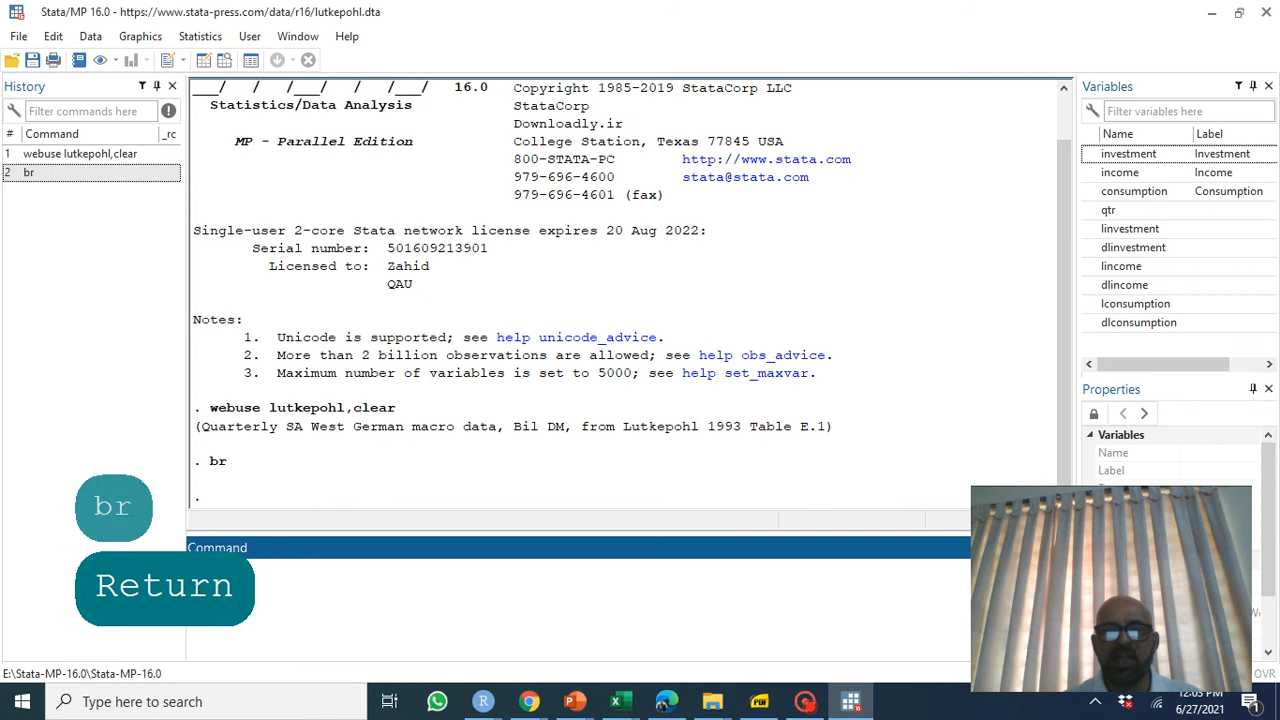 Stata/MP 16.0 - https://www.stata-press.com/data/r16/lutkepohl.dta
File Edit Data Graphics Statistics User Window Help
History
Filter commands here
# Command _rc
1 webuse lutkepohl,clear
2 br
___/ / /___/ / /___/ 16.0 Copyright 1985-2019 StataCorp LLC
Statistics/Data Analysis StataCorp
Downloadly.ir
MP - Parallel Edition College Station, Texas 77845 USA
800-STATA-PC http://www.stata.com
979-696-4600 stata@stata.com
979-696-4601 (fax)
Single-user 2-core Stata network license expires 20 Aug 2022:
Serial number: 501609213901
Licensed to: Zahid
QAU
Notes:
1. Unicode is supported; see help unicode_advice.
2. More than 2 billion observations are allowed; see help obs_advice.
3. Maximum number of variables is set to 5000; see help set_maxvar.
. webuse lutkepohl,clear
(Quarterly SA West German macro data, Bil DM, from Lutkepohl 1993 Table E.1)
. br
.
Command
br
Return
Variables
Filter variables here
Name Label
investment Investment
income Income
consumption Consumption
qtr
linvestment
dlinvestment
lincome
dlincome
lconsumption
dlconsumption
Properties
Variables
Name
Label
E:\Stata-MP-16.0\Stata-MP-16.0
OVR
Type here to search
12:05 PM
6/27/2021